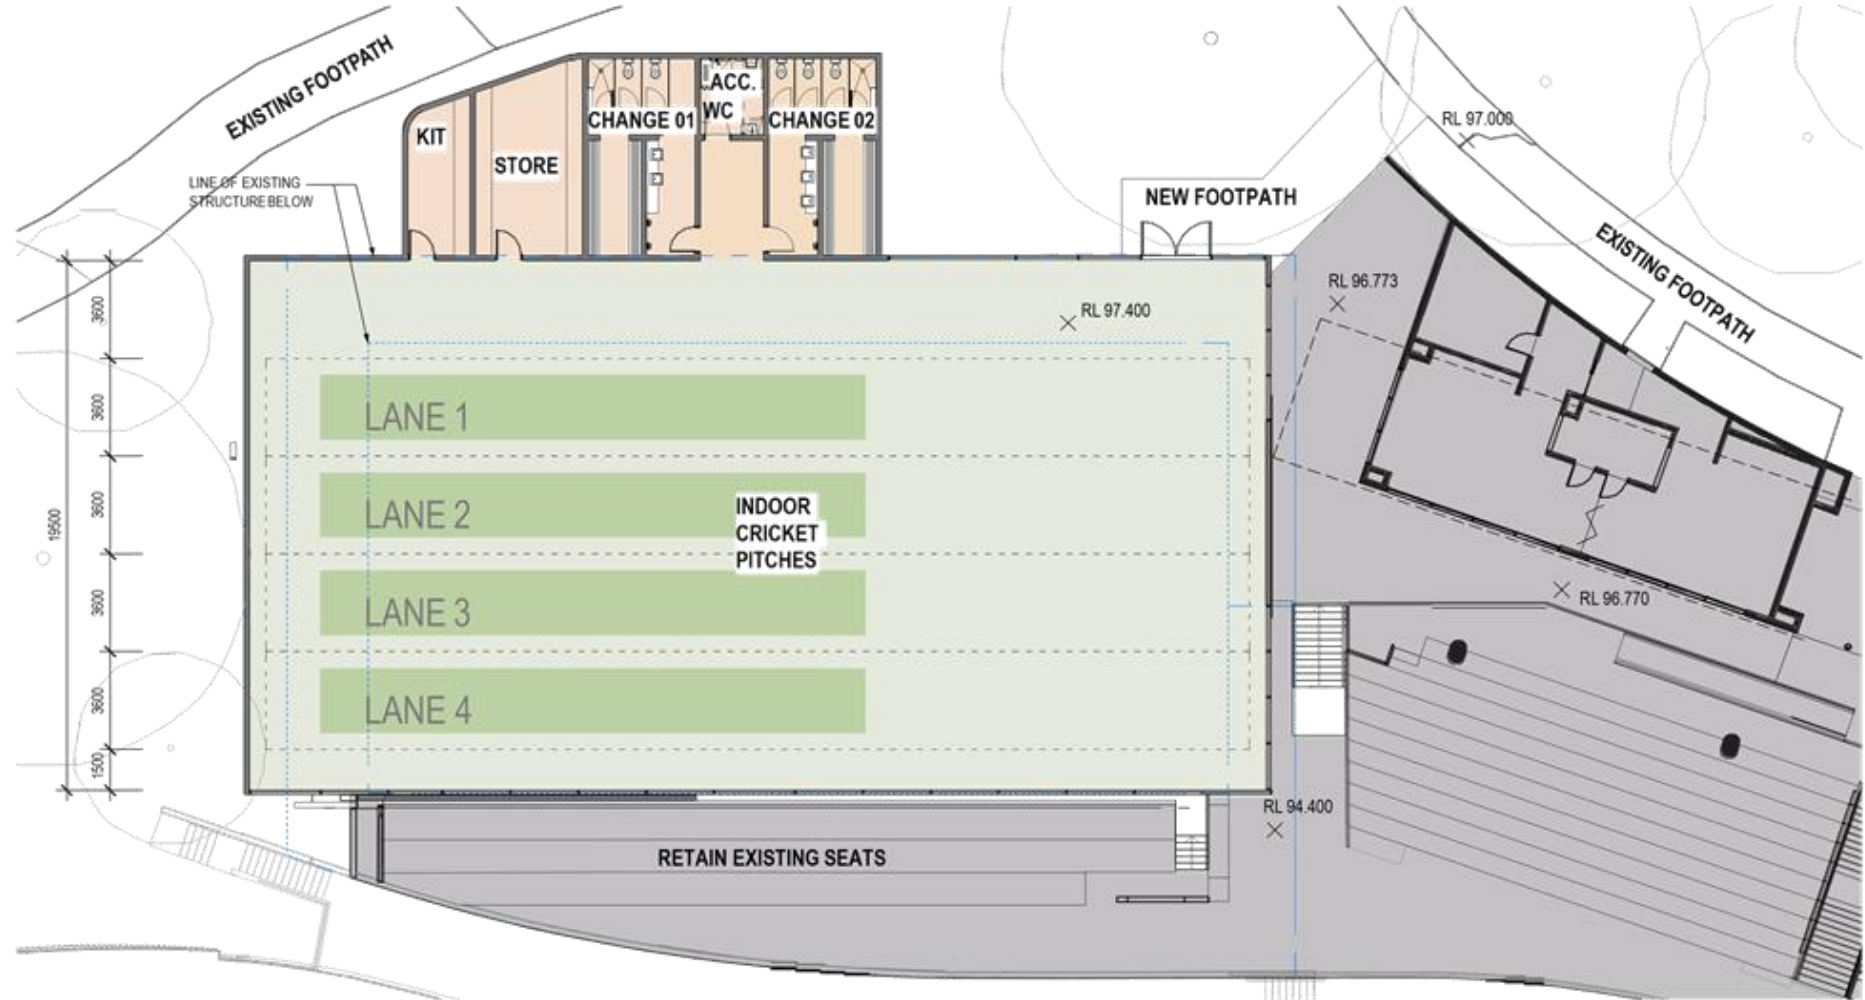 EXISTING FOOTPATH
KIT
STORE
CHANGE 01
ACC.
WC
CHANGE 02
LINE OF EXISTING
STRUCTURE BELOW
NEW FOOTPATH
RL 97.000
EXISTING FOOTPATH
RL 96.773
RL 97.400
3600
3600
3600
3600
3600
1500
19500
LANE 1
LANE 2
LANE 3
LANE 4
INDOOR
CRICKET
PITCHES
RL 96.770
RL 94.400
RETAIN EXISTING SEATS